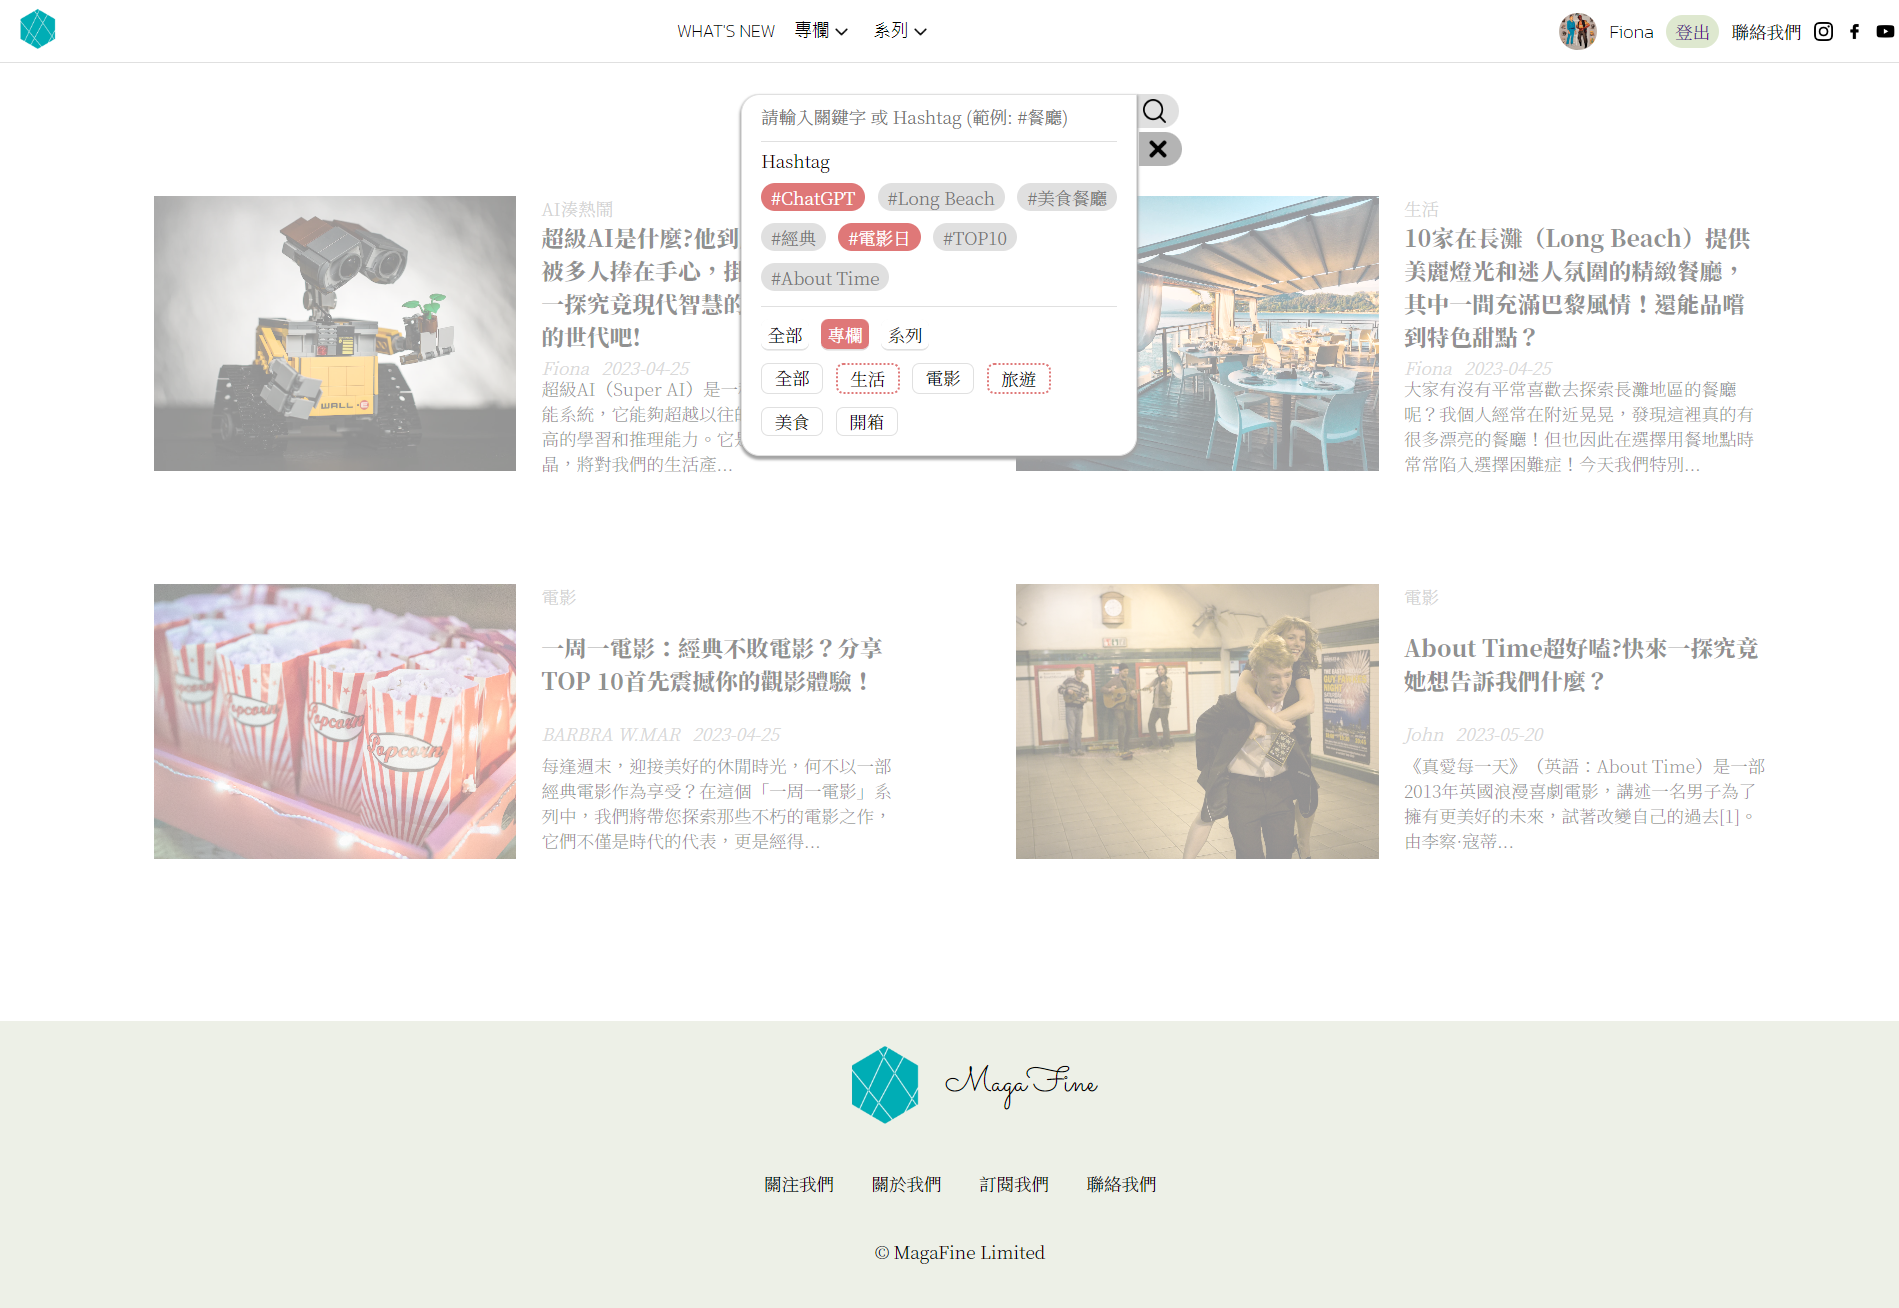 WHAT'S NEW 專欄 系列
Fiona 登出 聯絡我們
請輸入關鍵字 或 Hashtag (範例: #餐廳)
Hashtag
#ChatGPT #Long Beach #美食餐廳
#經典 #電影日 #TOP10
#About Time
全部 專欄 系列
全部 生活 電影 旅遊
美食 開箱
AI湊熱鬧
超級AI是什麼?他到
被多人捧在手心，掛
一探究竟現代智慧的
的世代吧!
Fiona 2023-04-25
超級AI（Super AI）是一
能系統，它能夠超越以往的
高的學習和推理能力。它
晶，將對我們的生活產...
WALL•E
生活
10家在長灘（Long Beach）提供
美麗燈光和迷人氛圍的精緻餐廳，
其中一間充滿巴黎風情！還能品嚐
到特色甜點？
Fiona 2023-04-25
大家有沒有平常喜歡去探索長灘地區的餐廳
呢？我個人經常在附近晃晃，發現這裡真的有
很多漂亮的餐廳！但也因此在選擇用餐地點時
常常陷入選擇困難症！今天我們特別...
Popcorn
Popcorn
電影
一周一電影：經典不敗電影？分享
TOP 10首先震撼你的觀影體驗！
BARBRA W.MAR 2023-04-25
每逢週末，迎接美好的休閒時光，何不以一部
經典電影作為享受？在這個「一周一電影」系
列中，我們將帶您探索那些不朽的電影之作，
它們不僅是時代的代表，更是經得...
電影
About Time超好嗑?快來一探究竟
她想告訴我們什麼？
John 2023-05-20
《真愛每一天》（英語：About Time）是一部
2013年英國浪漫喜劇電影，講述一名男子為了
擁有更美好的未來，試著改變自己的過去[1]。
由李察·寇蒂...
MagaFine
關注我們 關於我們 訂閱我們 聯絡我們
© MagaFine Limited